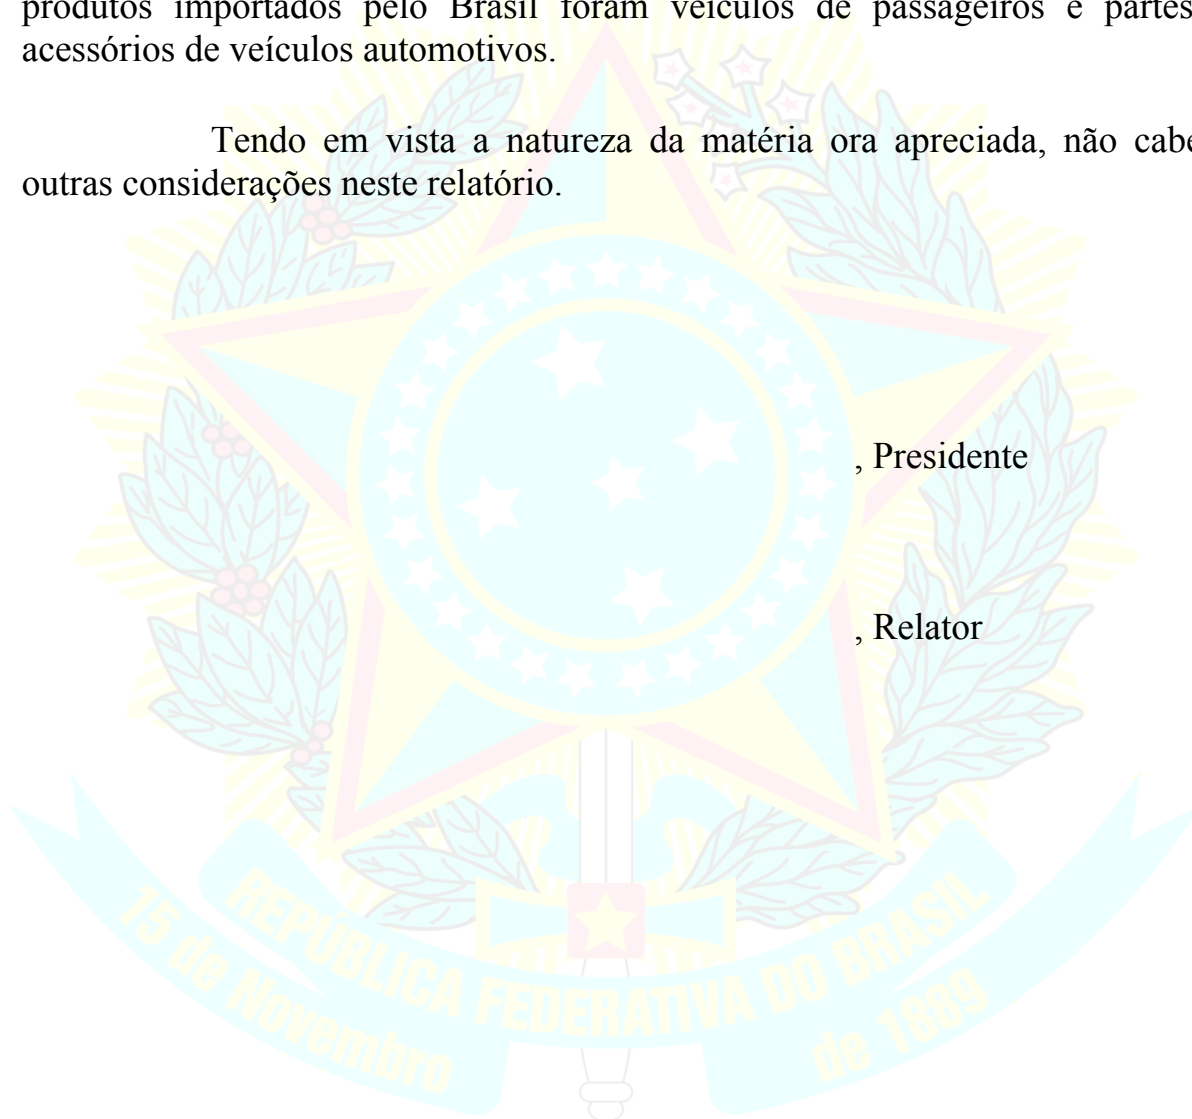 produtos importados pelo Brasil foram veículos de passageiros e partes
acessórios de veículos automotivos.
Tendo em vista a natureza da matéria ora apreciada, não cabe
outras considerações neste relatório.
, Presidente
, Relator
REPÚBLICA FEDERATIVA DO BRASIL
15 de Novembro
de 1889